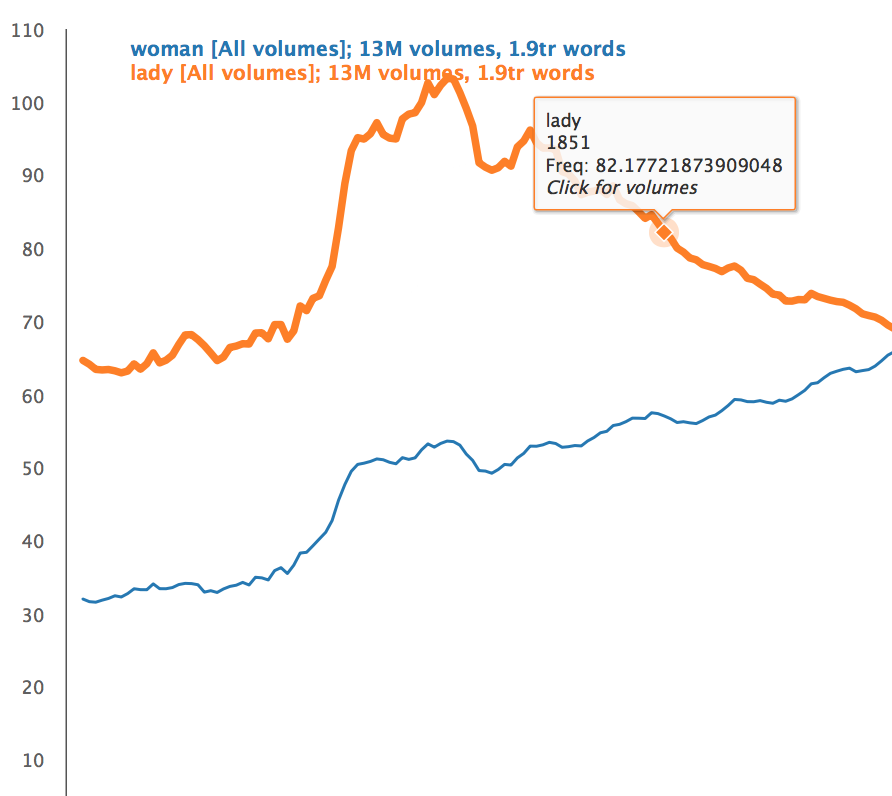 110
woman [All volumes]; 13M volumes, 1.9tr words
lady [All volumes]; 13M volumes, 1.9tr words
100
lady
1851
Freq: 82.17721873909048
Click for volumes
90
80
70
60
50
40
30
20
10